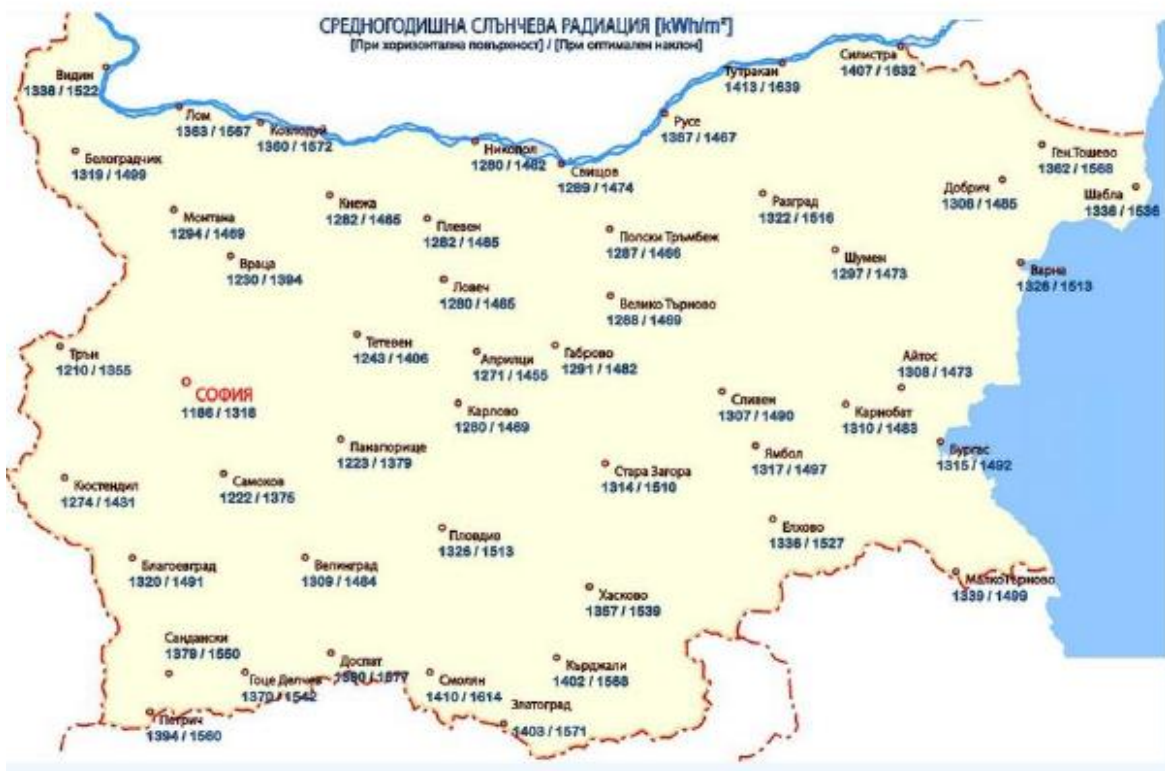 СРЕДНОГОДИШНА СЛЪНЧЕВА РАДИАЦИЯ [kWh/m²]
[При хоризонтална повърхност] / [При оптимален наклон]
Силистра
1407 / 1632
Видин
1338 / 1522
Тутракан
1413 / 1639
Лом
1363 / 1567
Козлодуй
1360 / 1572
Русе
1367 / 1467
Никопол
1280 / 1462
Свищов
1289 / 1474
Белоградчик
1319 / 1499
Ген.Тошево
1362 / 1568
Добрич
1308 / 1485
Шабла
1336 / 1536
Кнежа
1282 / 1465
Разград
1322 / 1516
Монтана
1294 / 1469
Плевен
1282 / 1465
Полски Тръмбеж
1287 / 1466
Враца
1230 / 1394
Шумен
1297 / 1473
Варна
1326 / 1513
Ловеч
1280 / 1465
Велико Търново
1288 / 1469
Трън
1210 / 1355
Тетевен
1243 / 1406
Априлци
1271 / 1455
Габрово
1291 / 1482
Айтос
1308 / 1473
СОФИЯ
1186 / 1318
Карлово
1280 / 1469
Сливен
1307 / 1490
Карнобат
1310 / 1483
Панагюрище
1223 / 1379
Ямбол
1317 / 1497
Бургас
1315 / 1492
Стара Загора
1314 / 1510
Кюстендил
1274 / 1431
Самоков
1222 / 1375
Пловдив
1326 / 1513
Елхово
1336 / 1527
Благоевград
1320 / 1491
Велинград
1309 / 1484
Хасково
1357 / 1539
МалкоТърново
1339 / 1499
Сандански
1379 / 1550
Гоце Делчев
1370 / 1542
Доспат
1390 / 1577
Смолян
1410 / 1614
Кърджали
1402 / 1568
Петрич
1394 / 1560
Златоград
1403 / 1571